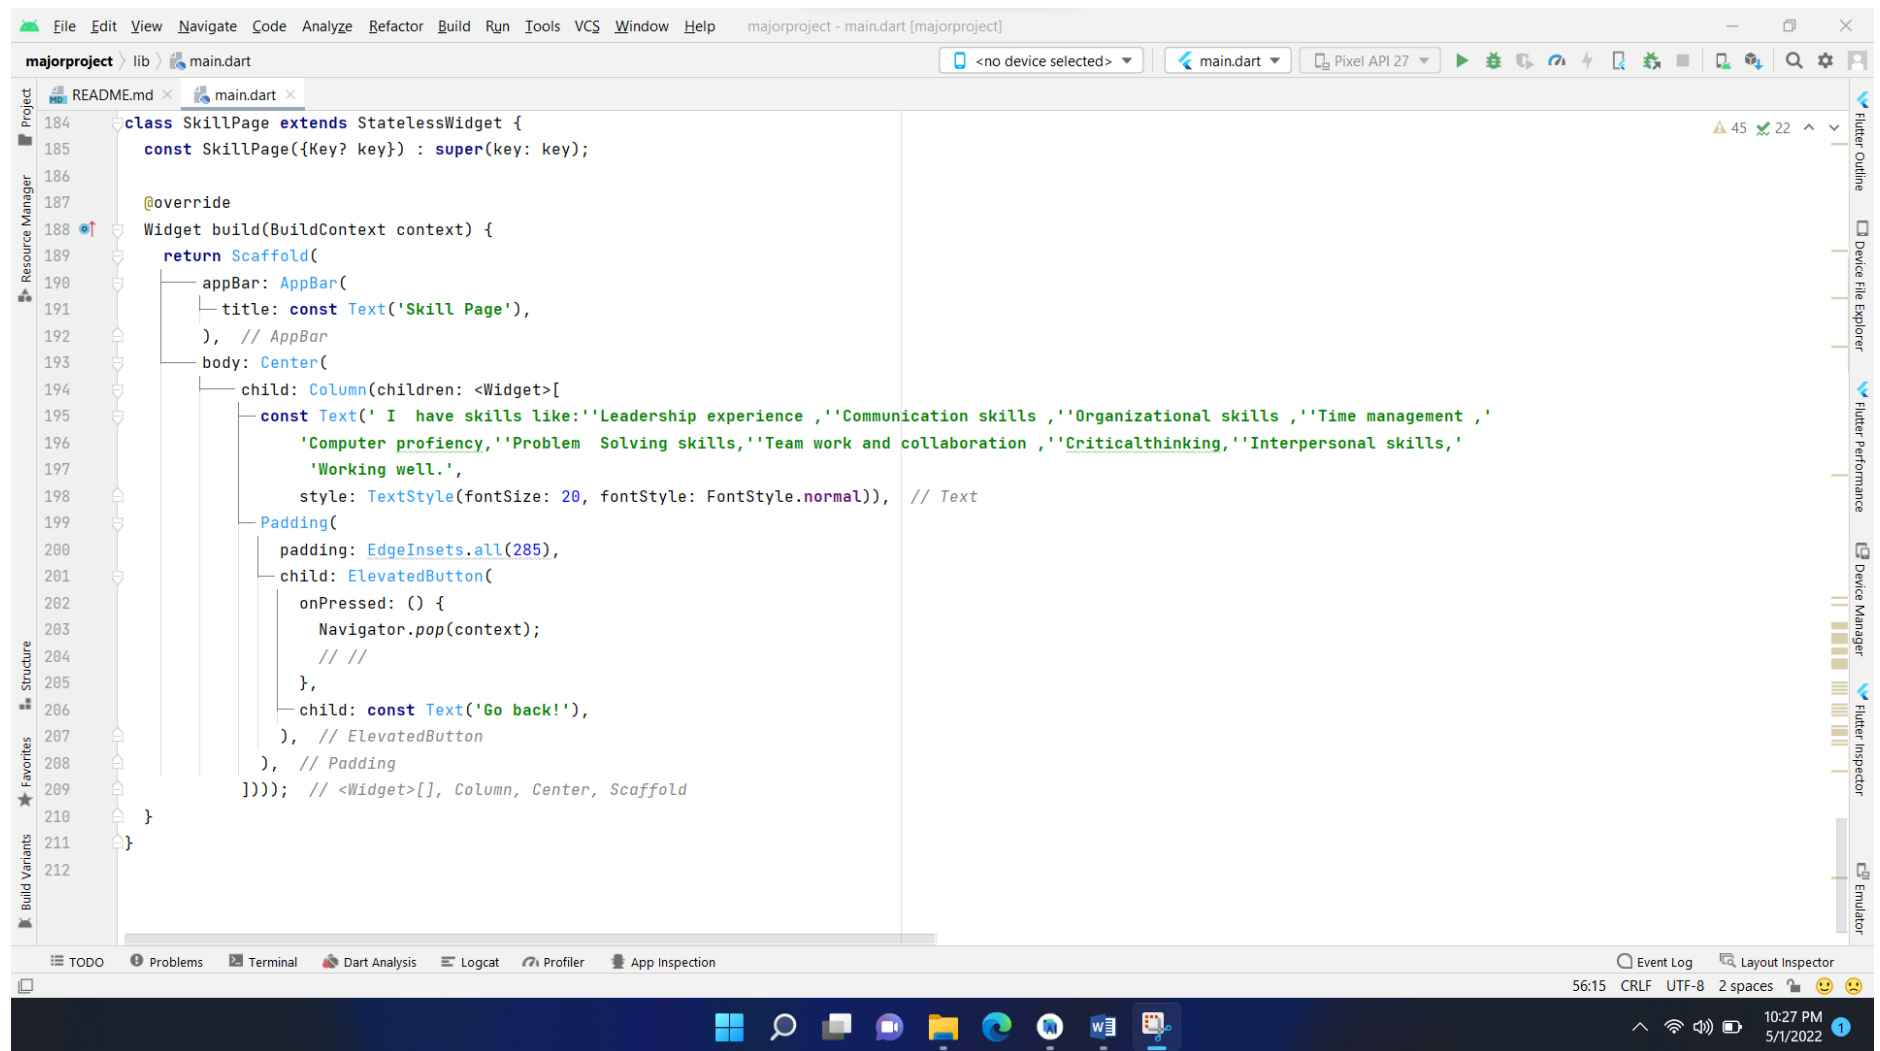 File Edit View Navigate Code Analyze Refactor Build Run Tools VCS Window Help majorproject - main.dart [majorproject]
majorproject lib main.dart <no device selected> main.dart Pixel API 27
README.md main.dart
Project
Resource Manager
Structure
Favorites
Build Variants
45 22
184 class SkillPage extends StatelessWidget {
185 const SkillPage({Key? key}) : super(key: key);
186
187 @override
188 Widget build(BuildContext context) {
189 return Scaffold(
190 appBar: AppBar(
191 title: const Text('Skill Page'),
192 ), // AppBar
193 body: Center(
194 child: Column(children: <Widget>[
195 const Text(' I  have skills like:''Leadership experience ,''Communication skills ,''Organizational skills ,''Time management ,'
196 'Computer profiency,''Problem  Solving skills,''Team work and collaboration ,''Criticalthinking,''Interpersonal skills,'
197 'Working well.',
198 style: TextStyle(fontSize: 20, fontStyle: FontStyle.normal)), // Text
199 Padding(
200 padding: EdgeInsets.all(285),
201 child: ElevatedButton(
202 onPressed: () {
203 Navigator.pop(context);
204 // //
205 },
206 child: const Text('Go back!'),
207 ), // ElevatedButton
208 ), // Padding
209 ]))); // <Widget>[], Column, Center, Scaffold
210 }
211 }
212
Flutter Outline
Device File Explorer
Flutter Performance
Device Manager
Flutter Inspector
Emulator
TODO Problems Terminal Dart Analysis Logcat Profiler App Inspection Event Log Layout Inspector
56:15 CRLF UTF-8 2 spaces
10:27 PM
5/1/2022 1